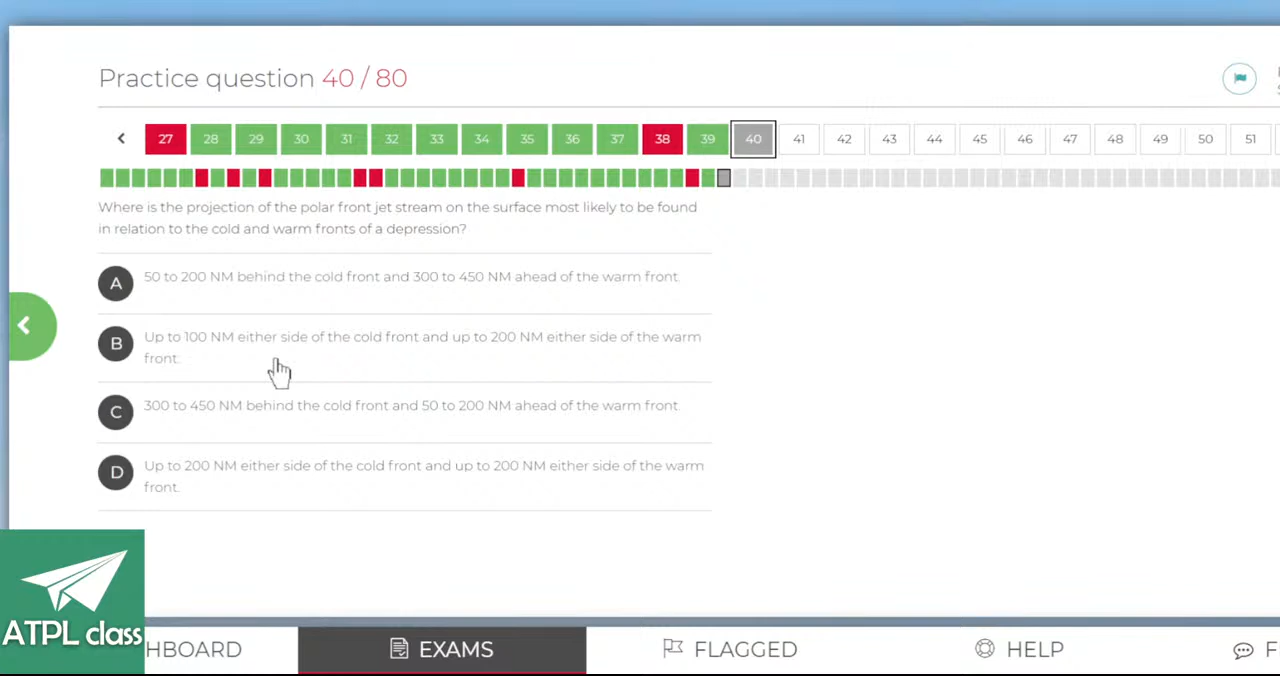 Practice question 40 / 80
27 28 29 30 31 32 33 34 35 36 37 38 39 40 41 42 43 44 45 46 47 48 49 50 51
Where is the projection of the polar front jet stream on the surface most likely to be found
in relation to the cold and warm fronts of a depression?
A 50 to 200 NM behind the cold front and 300 to 450 NM ahead of the warm front.
B Up to 100 NM either side of the cold front and up to 200 NM either side of the warm
front.
C 300 to 450 NM behind the cold front and 50 to 200 NM ahead of the warm front.
D Up to 200 NM either side of the cold front and up to 200 NM either side of the warm
front.
ATPL class
HBOARD EXAMS FLAGGED HELP F